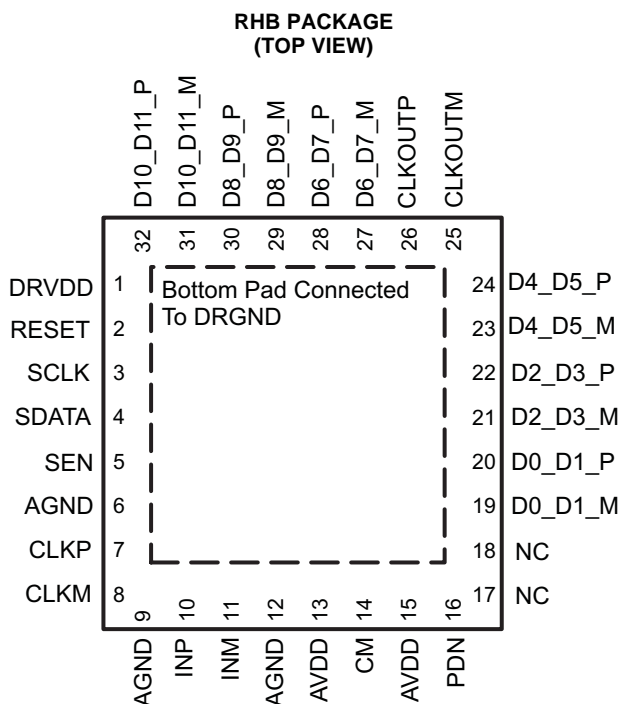 RHB PACKAGE
(TOP VIEW)
D10_D11_P
D10_D11_M
D8_D9_P
D8_D9_M
D6_D7_P
D6_D7_M
CLKOUTP
CLKOUTM
32 31 30 29 28 27 26 25
DRVDD 1
RESET 2
SCLK 3
SDATA 4
SEN 5
AGND 6
CLKP 7
CLKM 8
Bottom Pad Connected
To DRGND
24 D4_D5_P
23 D4_D5_M
22 D2_D3_P
21 D2_D3_M
20 D0_D1_P
19 D0_D1_M
18 NC
17 NC
9 10 11 12 13 14 15 16
AGND
INP
INM
AGND
AVDD
CM
AVDD
PDN